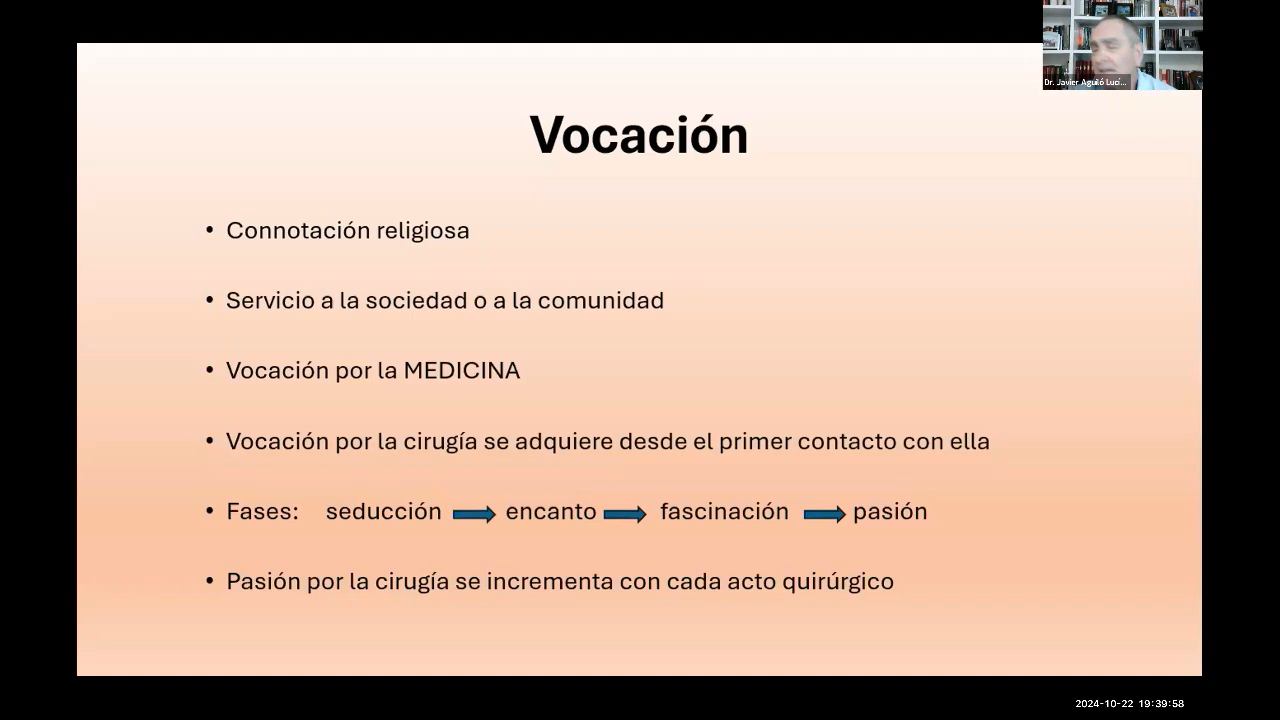 Dr. Javier Aguiló Luci...
Vocación
• Connotación religiosa
• Servicio a la sociedad o a la comunidad
• Vocación por la MEDICINA
• Vocación por la cirugía se adquiere desde el primer contacto con ella
• Fases: seducción encanto fascinación pasión
• Pasión por la cirugía se incrementa con cada acto quirúrgico
2024-10-22 19:39:58